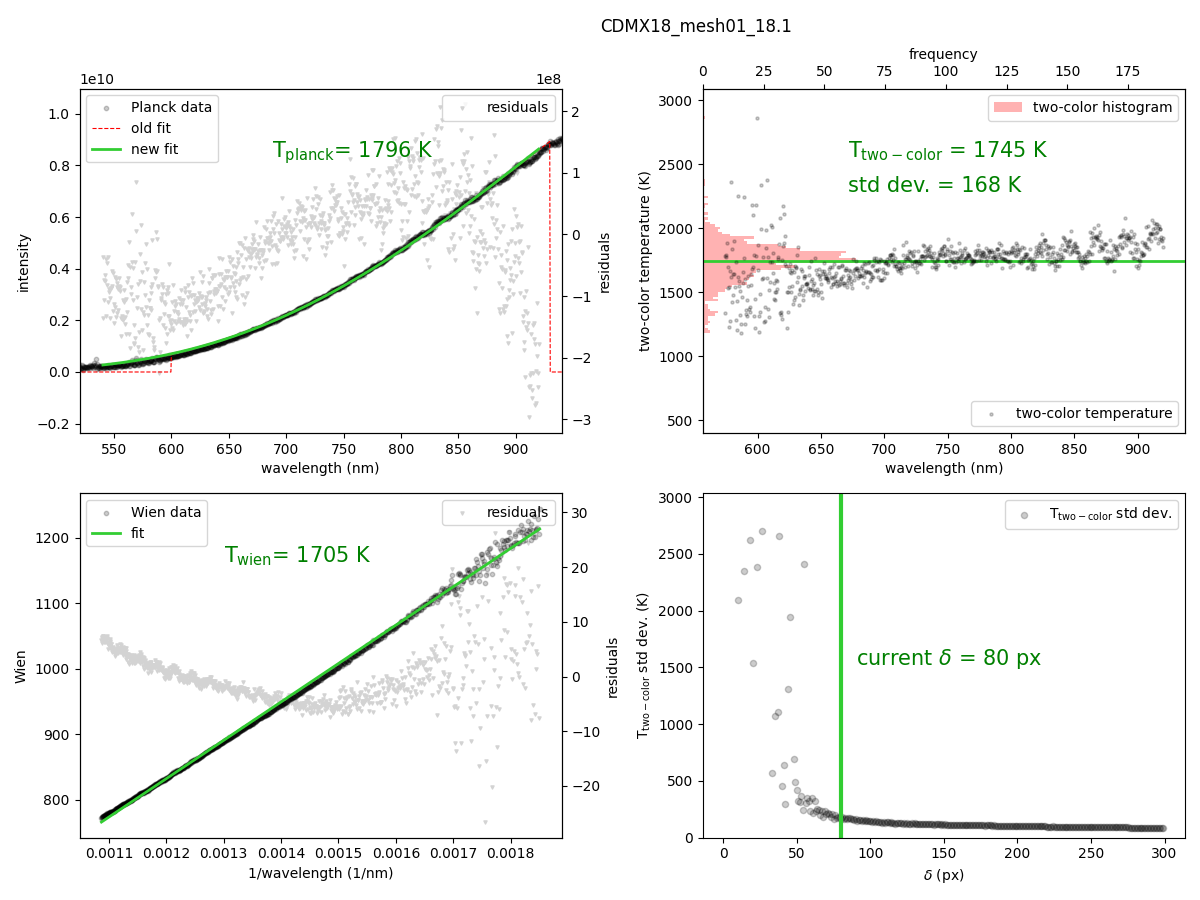 CDMX18_mesh01_18.1
1e10
1e8
Planck data
old fit
new fit
residuals
T_planck = 1796 K
1.0
0.8
0.6
0.4
0.2
0.0
−0.2
intensity
2
1
0
−1
−2
−3
residuals
550 600 650 700 750 800 850 900
wavelength (nm)
frequency
0 25 50 75 100 125 150 175
two-color histogram
T_two−color = 1745 K
std dev. = 168 K
3000
2500
2000
1500
1000
500
two-color temperature (K)
two-color temperature
600 650 700 750 800 850 900
wavelength (nm)
Wien data
fit
residuals
T_wien = 1705 K
1200
1100
1000
900
800
Wien
30
20
10
0
−10
−20
residuals
0.0011 0.0012 0.0013 0.0014 0.0015 0.0016 0.0017 0.0018
1/wavelength (1/nm)
T_two−color std dev.
current δ = 80 px
3000
2500
2000
1500
1000
500
0
T_two−color std dev. (K)
0 50 100 150 200 250 300
δ (px)